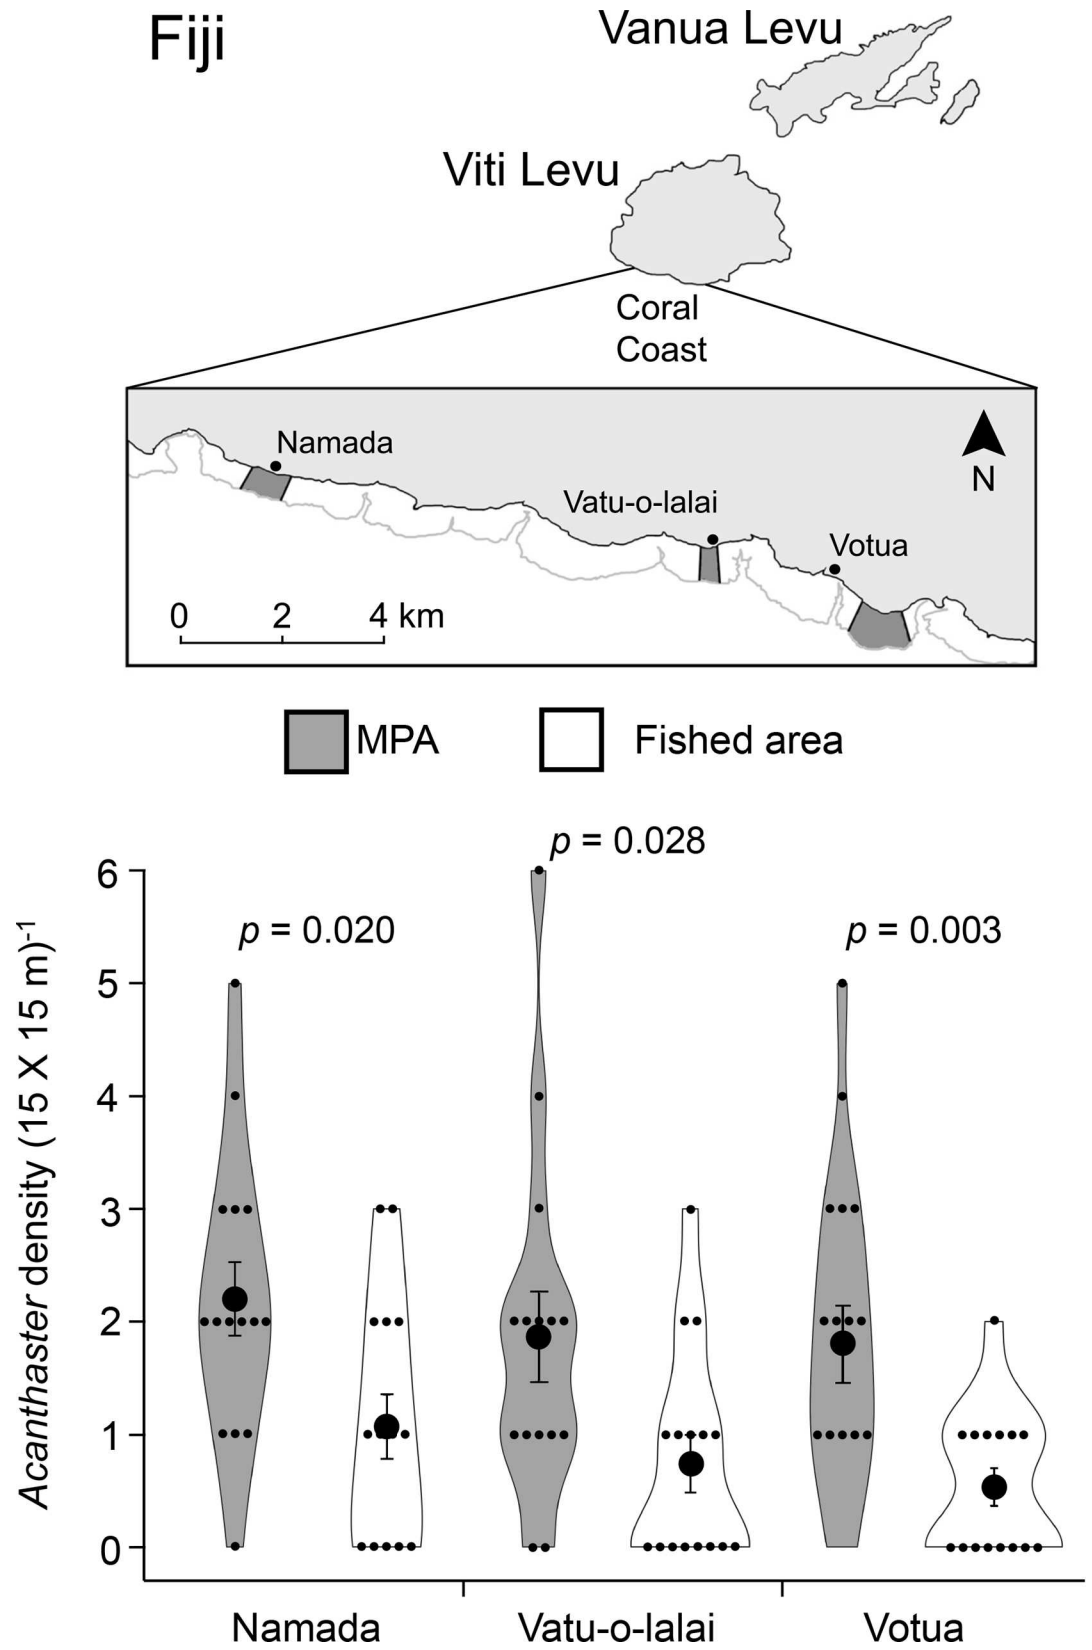 Fiji
Vanua Levu
Viti Levu
Coral
Coast
Namada
Vatu-o-lalai
Votua
N
0 2 4 km
MPA
Fished area
p = 0.028
p = 0.020
p = 0.003
Acanthaster density (15 X 15 m)-1
6
5
4
3
2
1
0
Namada
Vatu-o-lalai
Votua